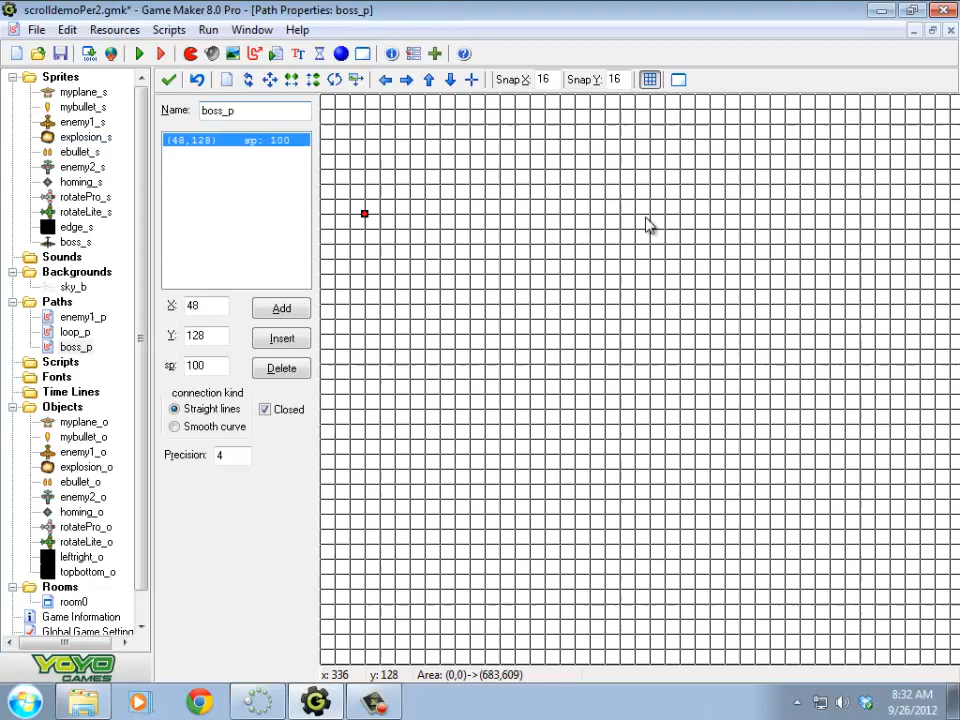 scrolldemoPer2.gmk* - Game Maker 8.0 Pro - [Path Properties: boss_p]
File Edit Resources Scripts Run Window Help
Snap X: 16 Snap Y: 16
Sprites
myplane_s
mybullet_s
enemy1_s
explosion_s
ebullet_s
enemy2_s
homing_s
rotatePro_s
rotateLite_s
edge_s
boss_s
Sounds
Backgrounds
sky_b
Paths
enemy1_p
loop_p
boss_p
Scripts
Fonts
Time Lines
Objects
myplane_o
mybullet_o
enemy1_o
explosion_o
ebullet_o
enemy2_o
homing_o
rotatePro_o
rotateLite_o
leftright_o
topbottom_o
Rooms
room0
Game Information
Global Game Setting
YOYO
GAMES
Name: boss_p
(48,128) sp: 100
X: 48 Add
Y: 128 Insert
sp: 100 Delete
connection kind
Straight lines Closed
Smooth curve
Precision: 4
x: 336 y: 128 Area: (0,0)->(683,609)
8:32 AM
9/26/2012